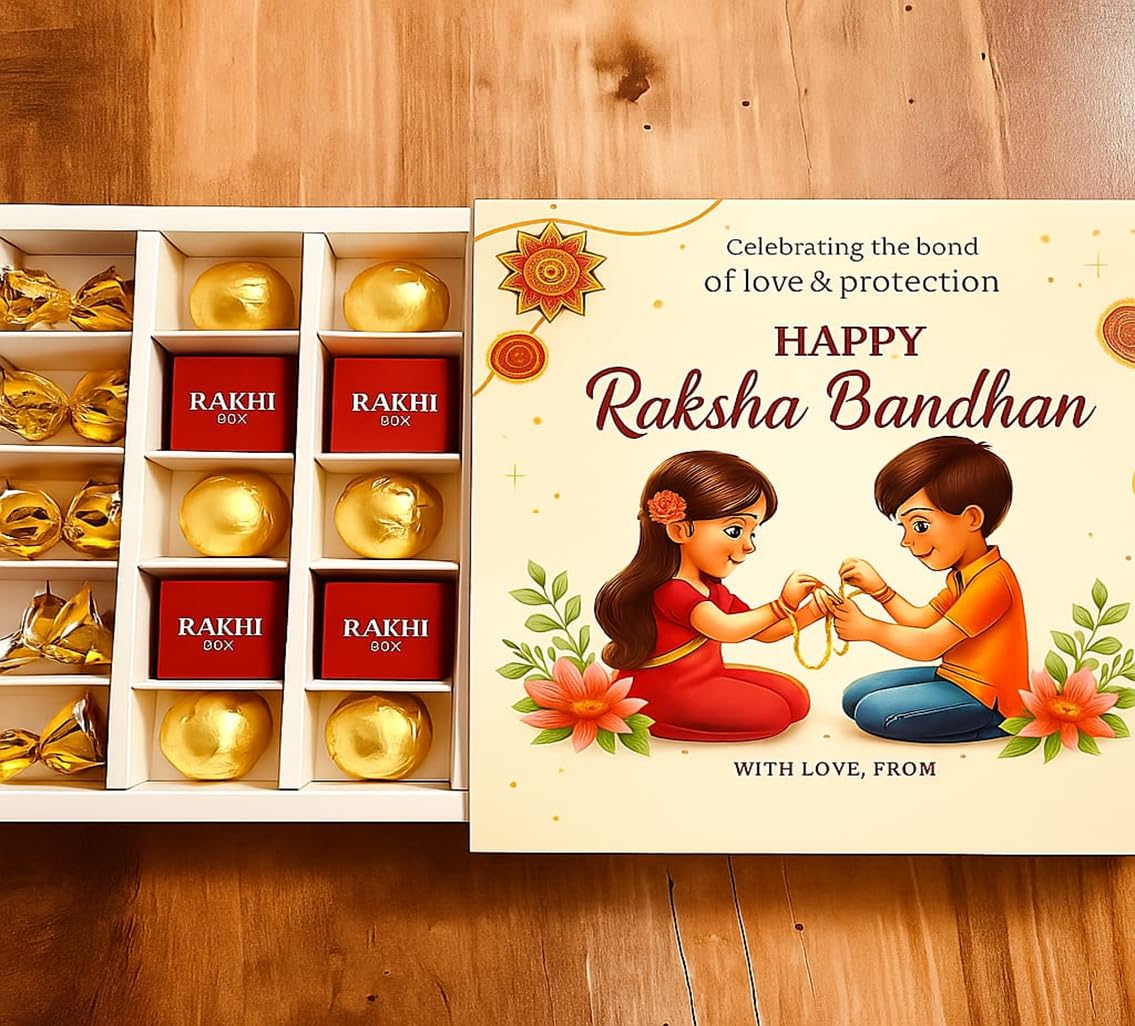 Celebrating the bond
of love & protection
HAPPY
Raksha Bandhan
WITH LOVE, FROM
RAKHI
BOX
RAKHI
BOX
RAKHI
BOX
RAKHI
BOX